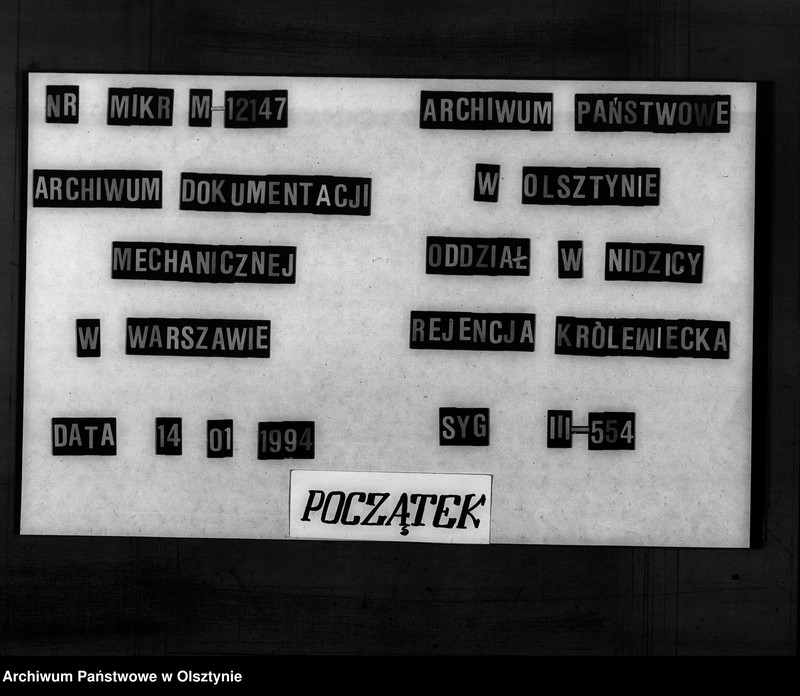 NR MIKR M-12147
ARCHIWUM DOKUMENTACJI
MECHANICZNEJ
W WARSZAWIE
DATA 14 01 1994
ARCHIWUM PAŃSTWOWE
W OLSZTYNIE
ODDZIAŁ W NIDZICY
REJENCJA KRÒLEWIECKA
SYG III=554
POCZĄTEK
Archiwum Państwowe w Olsztynie